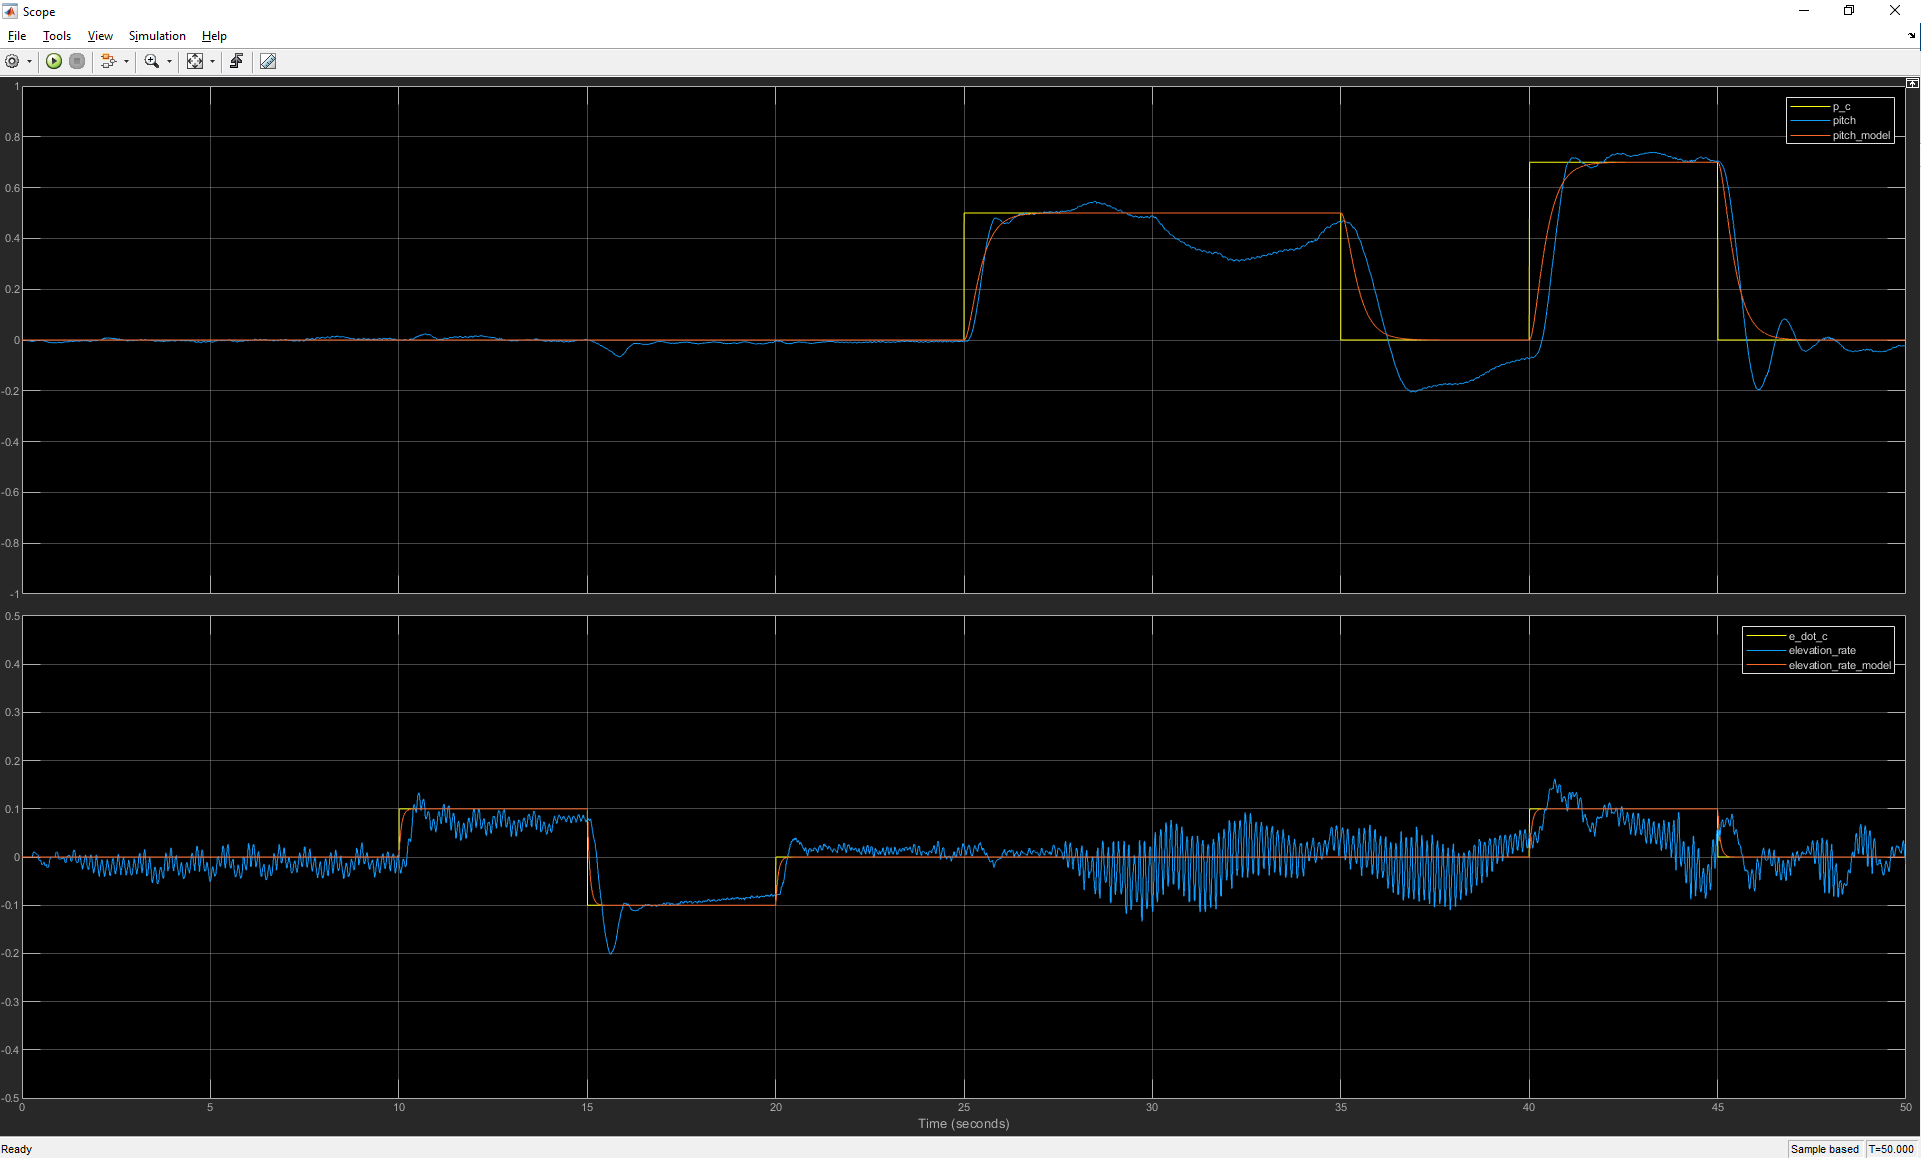 Scope
File Tools View Simulation Help
1
0.8
0.6
0.4
0.2
0
-0.2
-0.4
-0.6
-0.8
-1
p_c
pitch
pitch_model
0.5
0.4
0.3
0.2
0.1
0
-0.1
-0.2
-0.3
-0.4
-0.5
e_dot_c
elevation_rate
elevation_rate_model
0 5 10 15 20 25 30 35 40 45 50
Time (seconds)
Ready Sample based T=50.000